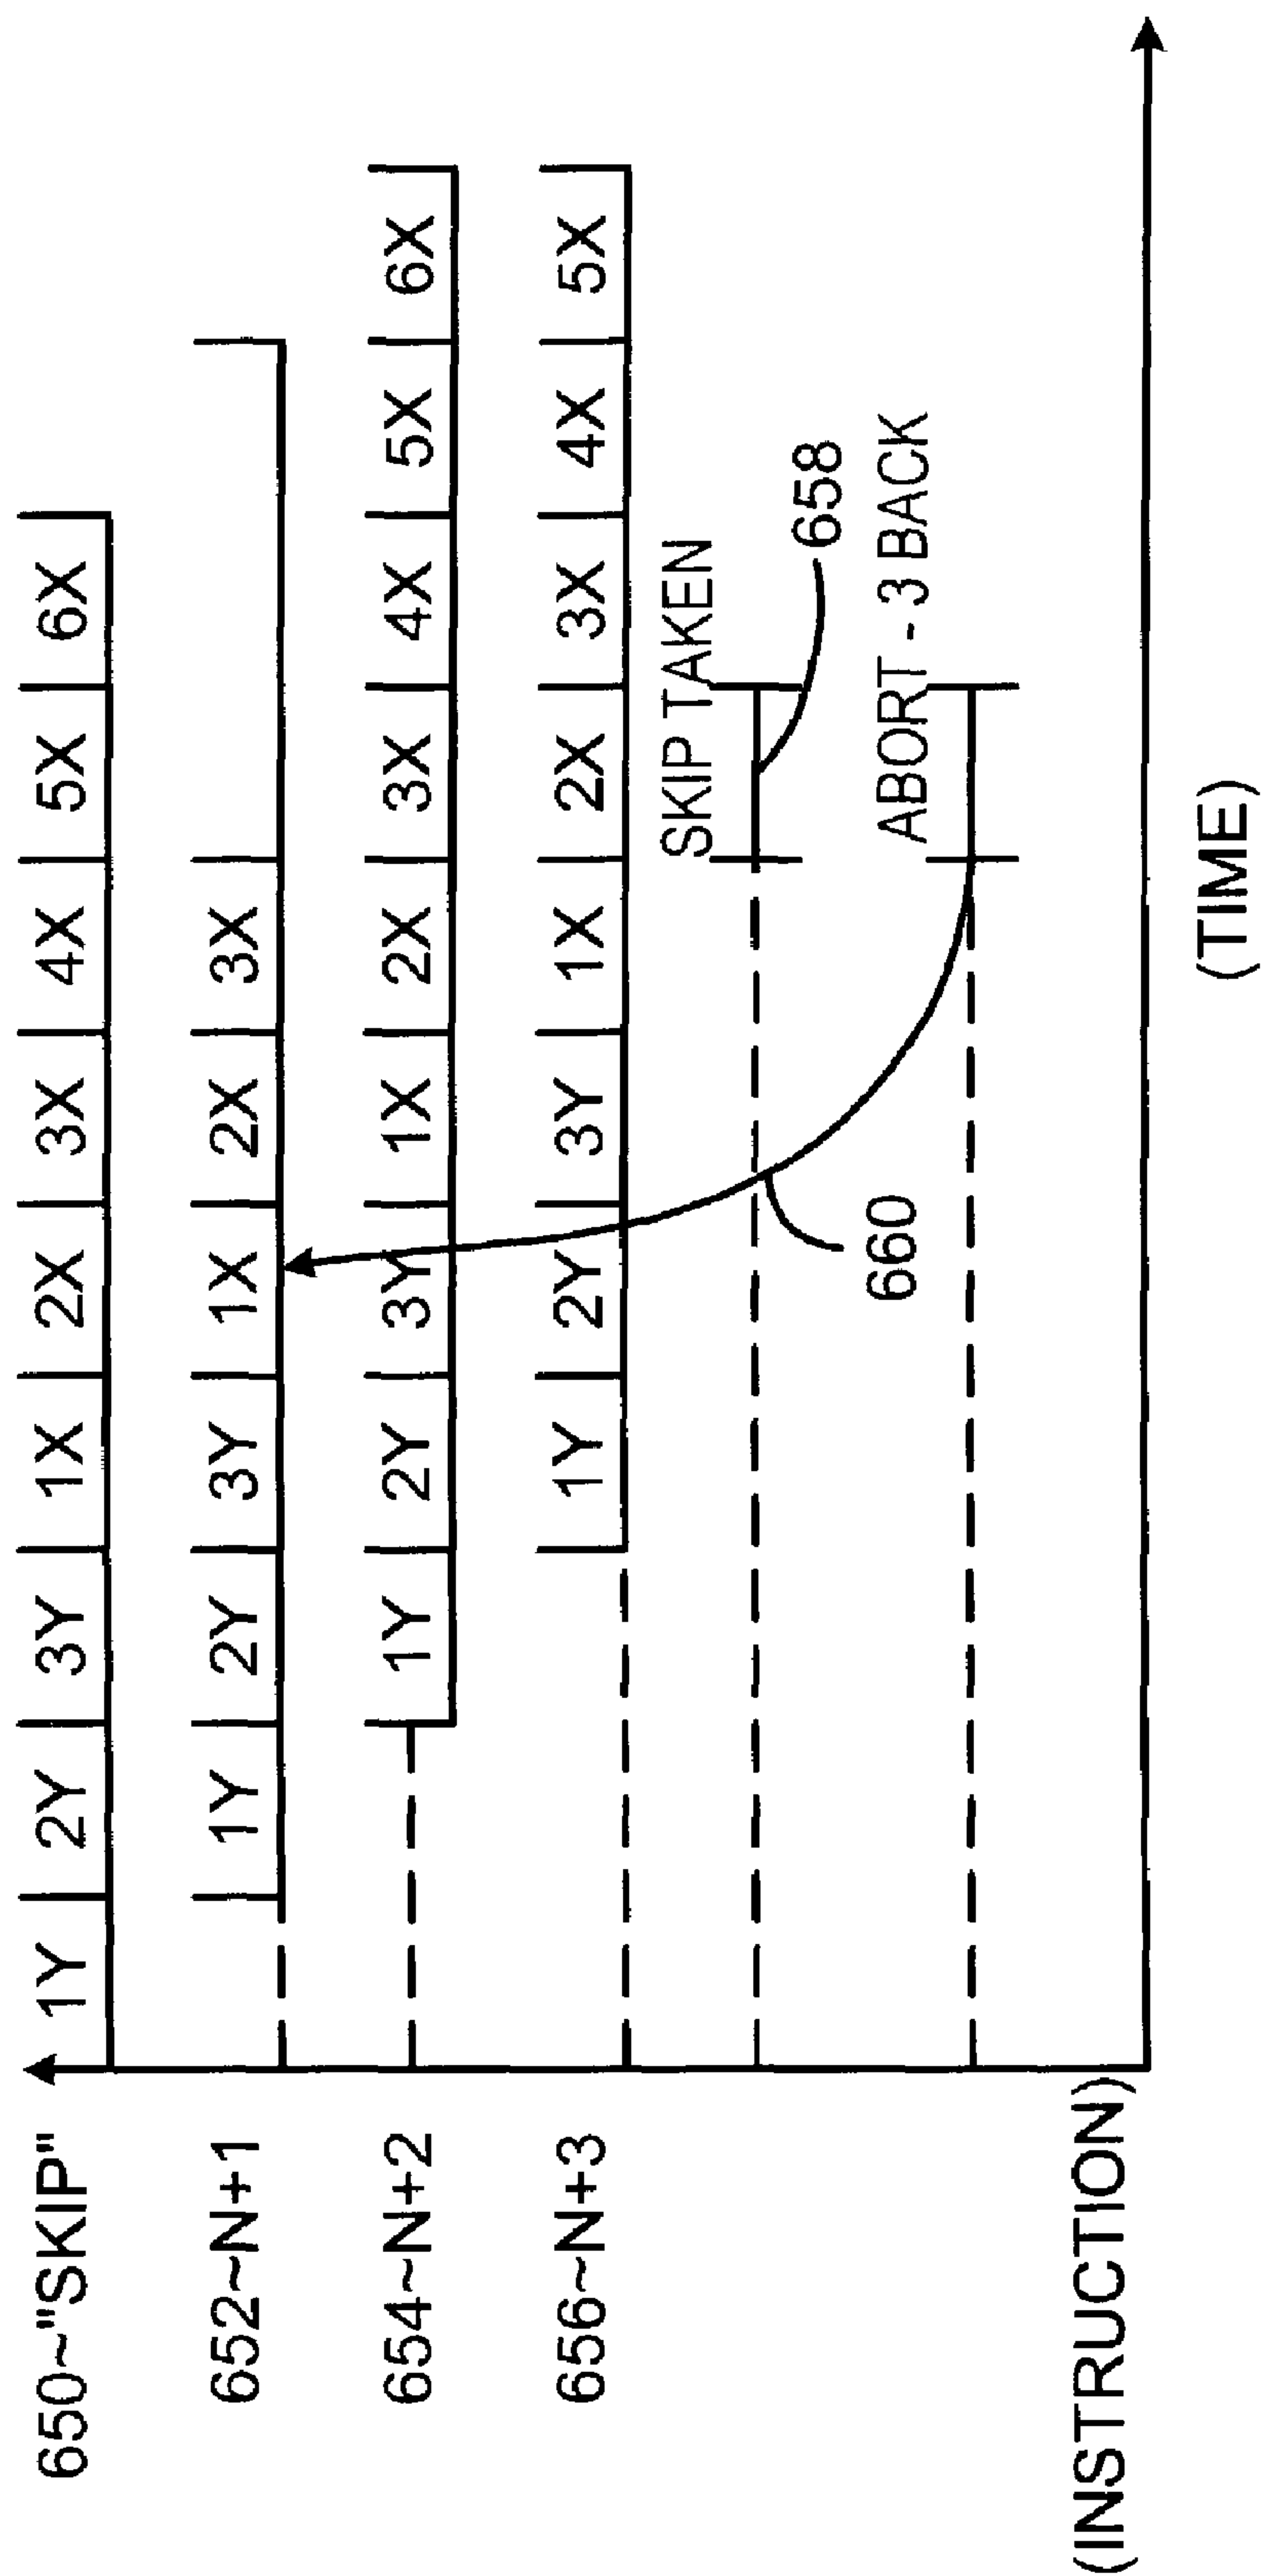 650~"SKIP" 1Y 2Y 3Y 1X 2X 3X 4X 5X 6X
652~N+1 1Y 2Y 3Y 1X 2X 3X
654~N+2 1Y 2Y 3Y 1X 2X 3X 4X 5X 6X
656~N+3 1Y 2Y 3Y 1X 2X 3X 4X 5X
SKIP TAKEN
658
660
ABORT - 3 BACK
(INSTRUCTION)
(TIME)